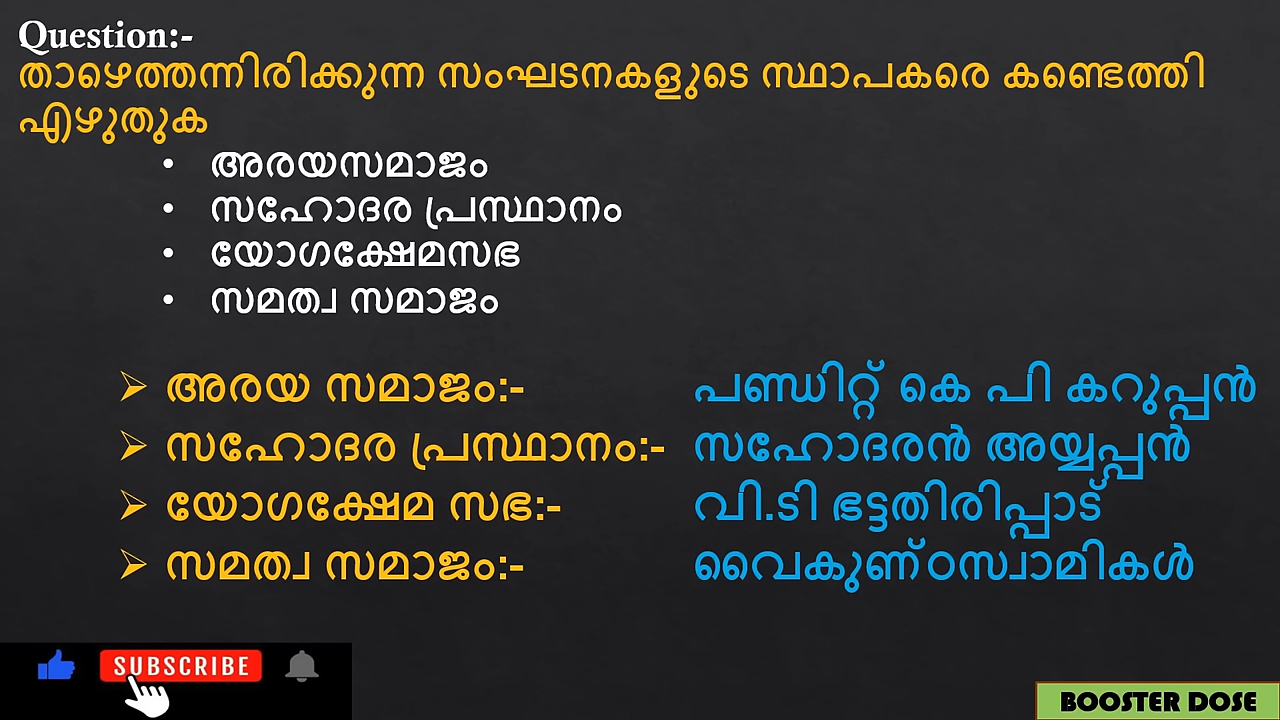 Question:-
താഴെത്തന്നിരിക്കുന്ന സംഘടനകളുടെ സ്ഥാപകരെ കണ്ടെത്തി
എഴുതുക
• അരയസമാജം
• സഹോദര പ്രസ്ഥാനം
• യോഗക്ഷേമസഭ
• സമത്വ സമാജം
➢ അരയ സമാജം:- പണ്ഡിറ്റ് കെ പി കറുപ്പൻ
➢ സഹോദര പ്രസ്ഥാനം:- സഹോദരൻ അയ്യപ്പൻ
➢ യോഗക്ഷേമ സഭ:- വി.ടി ഭട്ടതിരിപ്പാട്
➢ സമത്വ സമാജം:- വൈകുണ്ഠസ്വാമികൾ
SUBSCRIBE
BOOSTER DOSE